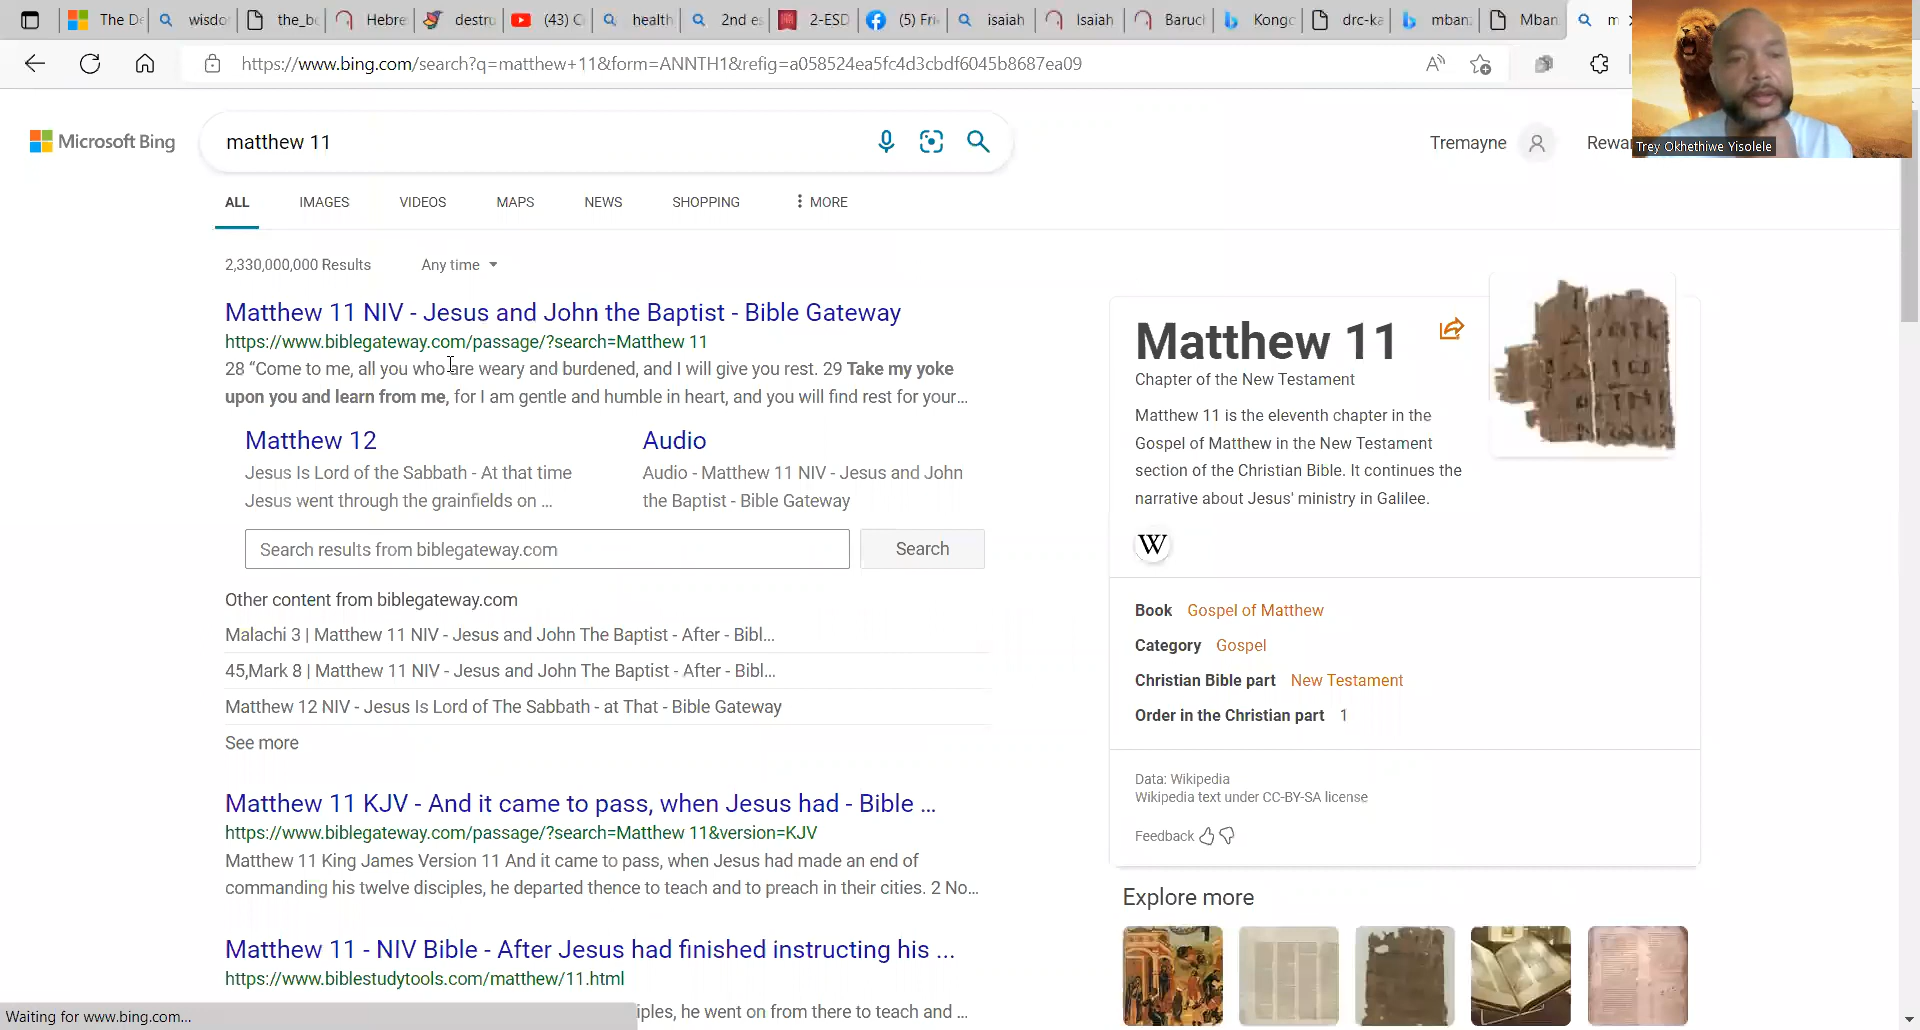 The D
wisdo
the_b
Hebre
destru
(43) C
health
2nd es
2-ESD
(5) Fri
isaiah
Isaiah
Baruc
Kongo
drc-ka
mban
Mban
m
https://www.bing.com/search?q=matthew+11&form=ANNTH1&refig=a058524ea5fc4d3cbdf6045b8687ea09
Trey Okhethiwe Yisolele
Microsoft Bing
matthew 11
Tremayne
Rewa
ALL
IMAGES
VIDEOS
MAPS
NEWS
SHOPPING
MORE
2,330,000,000 Results
Any time
Matthew 11 NIV - Jesus and John the Baptist - Bible Gateway
https://www.biblegateway.com/passage/?search=Matthew 11
28 “Come to me, all you who are weary and burdened, and I will give you rest. 29 Take my yoke
upon you and learn from me, for I am gentle and humble in heart, and you will find rest for your...
Matthew 12
Jesus Is Lord of the Sabbath - At that time
Jesus went through the grainfields on ...
Audio
Audio - Matthew 11 NIV - Jesus and John
the Baptist - Bible Gateway
Search results from biblegateway.com
Search
Other content from biblegateway.com
Malachi 3 | Matthew 11 NIV - Jesus and John The Baptist - After - Bibl...
45,Mark 8 | Matthew 11 NIV - Jesus and John The Baptist - After - Bibl...
Matthew 12 NIV - Jesus Is Lord of The Sabbath - at That - Bible Gateway
See more
Matthew 11 KJV - And it came to pass, when Jesus had - Bible ...
https://www.biblegateway.com/passage/?search=Matthew 11&version=KJV
Matthew 11 King James Version 11 And it came to pass, when Jesus had made an end of
commanding his twelve disciples, he departed thence to teach and to preach in their cities. 2 No...
Matthew 11 - NIV Bible - After Jesus had finished instructing his ...
https://www.biblestudytools.com/matthew/11.html
iples, he went on from there to teach and ...
Waiting for www.bing.com...
Matthew 11
Chapter of the New Testament
Matthew 11 is the eleventh chapter in the
Gospel of Matthew in the New Testament
section of the Christian Bible. It continues the
narrative about Jesus' ministry in Galilee.
W
Book Gospel of Matthew
Category Gospel
Christian Bible part New Testament
Order in the Christian part 1
Data: Wikipedia
Wikipedia text under CC-BY-SA license
Feedback
Explore more